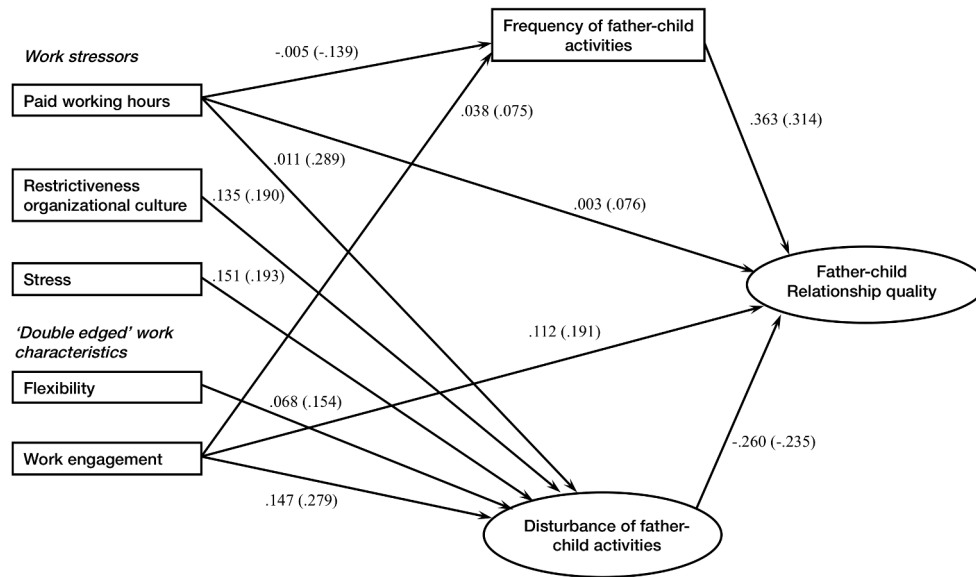 Frequency of father-child
activities
Work stressors
-.005 (-.139)
Paid working hours
.038 (.075)
.363 (.314)
.011 (.289)
Restrictiveness
organizational culture
.135 (.190)
.003 (.076)
Stress
.151 (.193)
Father-child
Relationship quality
‘Double edged’ work
characteristics
.112 (.191)
Flexibility
.068 (.154)
Work engagement
-.260 (-.235)
.147 (.279)
Disturbance of father-
child activities